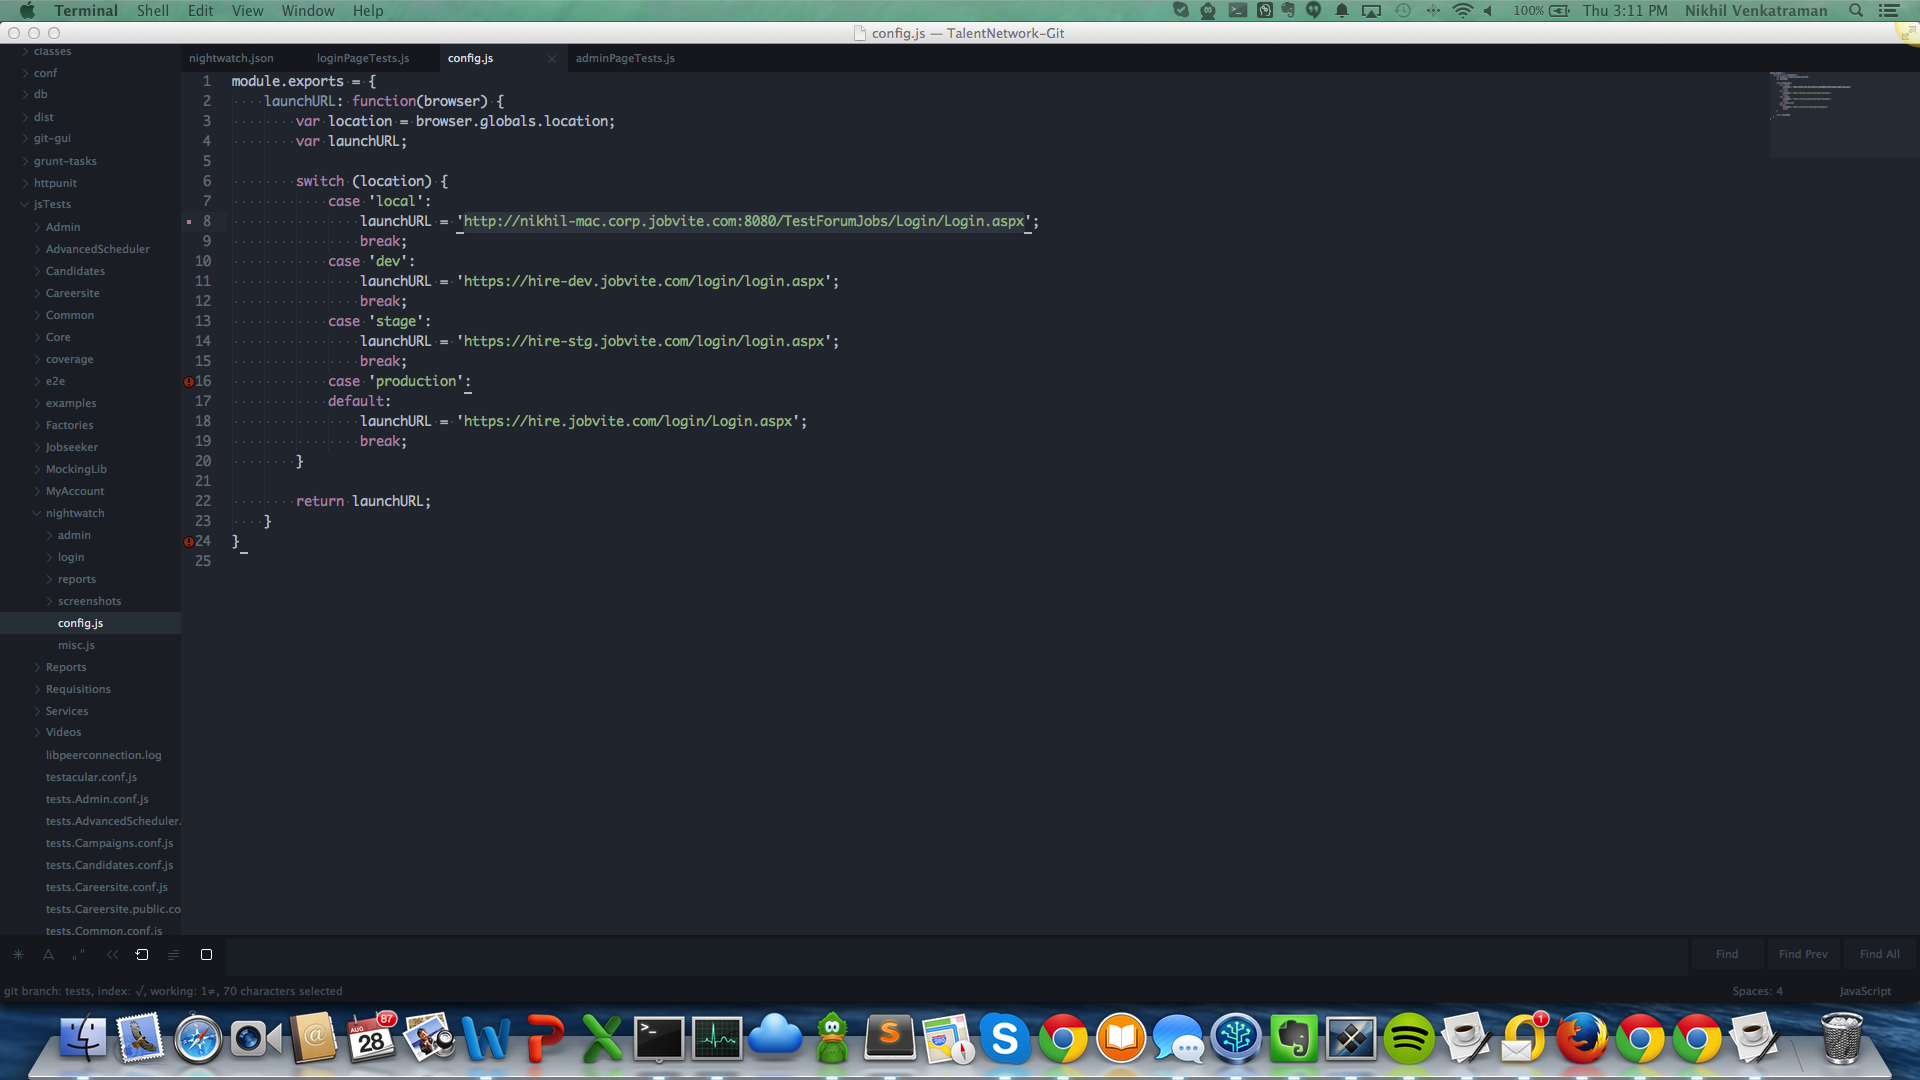 Terminal Shell Edit View Window Help 100% Thu 3:11 PM Nikhil Venkatraman
config.js — TalentNetwork-Git
nightwatch.json loginPageTests.js config.js adminPageTests.js
classes
conf
db
dist
git-gui
grunt-tasks
httpunit
jsTests
Admin
AdvancedScheduler
Candidates
Careersite
Common
Core
coverage
e2e
examples
Factories
Jobseeker
MockingLib
MyAccount
nightwatch
admin
login
reports
screenshots
config.js
misc.js
Reports
Requisitions
Services
Videos
libpeerconnection.log
testacular.conf.js
tests.Admin.conf.js
tests.AdvancedScheduler.
tests.Campaigns.conf.js
tests.Candidates.conf.js
tests.Careersite.conf.js
tests.Careersite.public.co
tests.Common.conf.js
1 module.exports = {
2 launchURL: function(browser) {
3 var location = browser.globals.location;
4 var launchURL;
5
6 switch (location) {
7 case 'local':
8 launchURL = 'http://nikhil-mac.corp.jobvite.com:8080/TestForumJobs/Login/Login.aspx';
9 break;
10 case 'dev':
11 launchURL = 'https://hire-dev.jobvite.com/login/login.aspx';
12 break;
13 case 'stage':
14 launchURL = 'https://hire-stg.jobvite.com/login/login.aspx';
15 break;
16 case 'production':
17 default:
18 launchURL = 'https://hire.jobvite.com/login/Login.aspx';
19 break;
20 }
21
22 return launchURL;
23 }
24 }
25
Find Find Prev Find All
git branch: tests, index: √, working: 1≠, 70 characters selected Spaces: 4 JavaScript
AUG 28 87
1